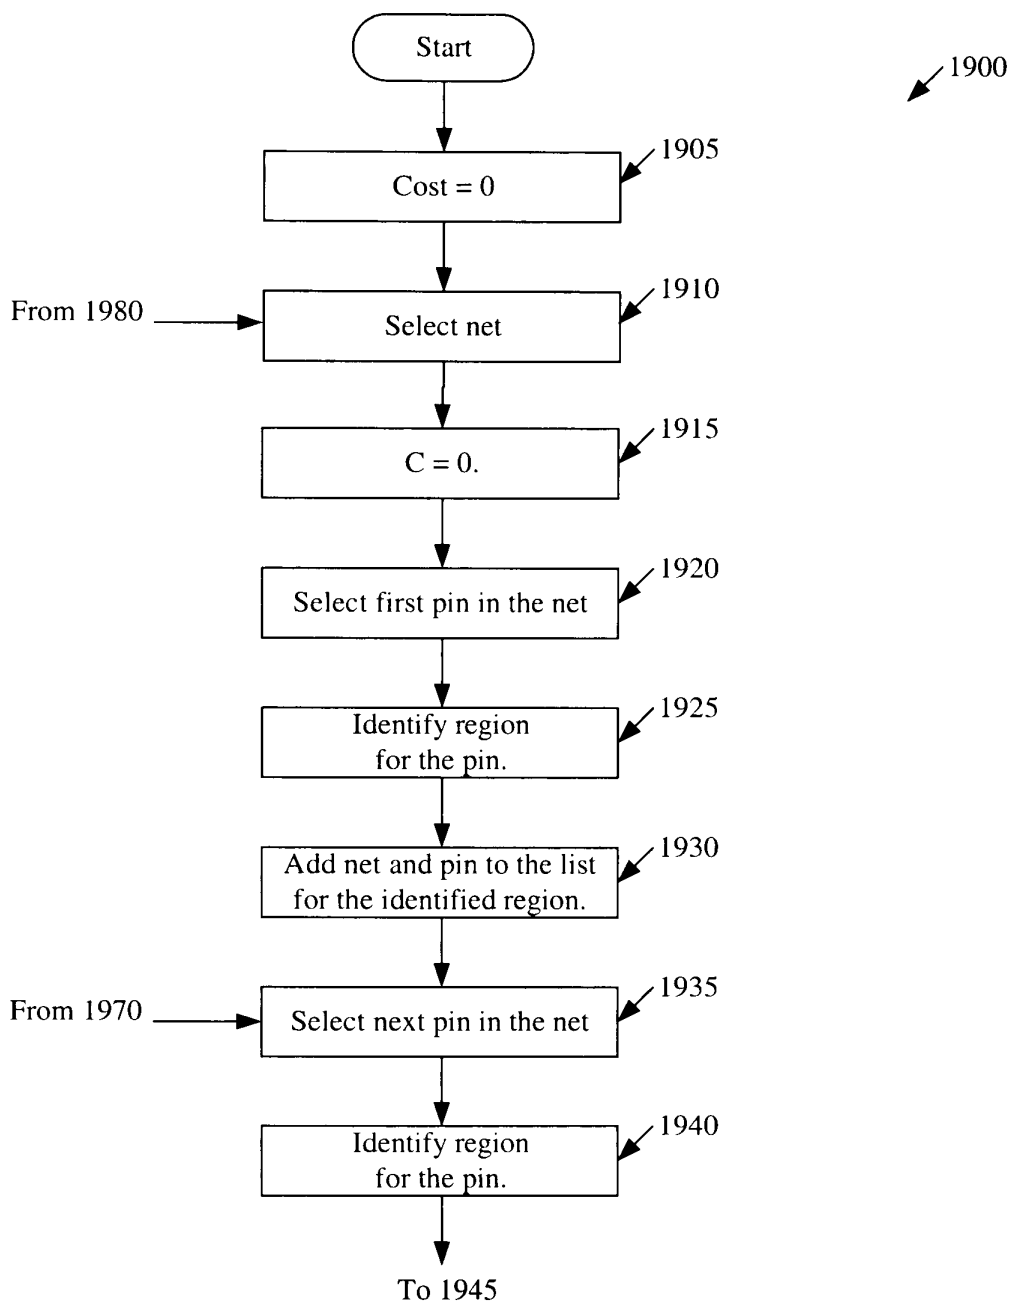 Start
1900
1905
Cost = 0
1910
From 1980
Select net
1915
C = 0.
1920
Select first pin in the net
1925
Identify region
for the pin.
1930
Add net and pin to the list
for the identified region.
1935
From 1970
Select next pin in the net
1940
Identify region
for the pin.
To 1945